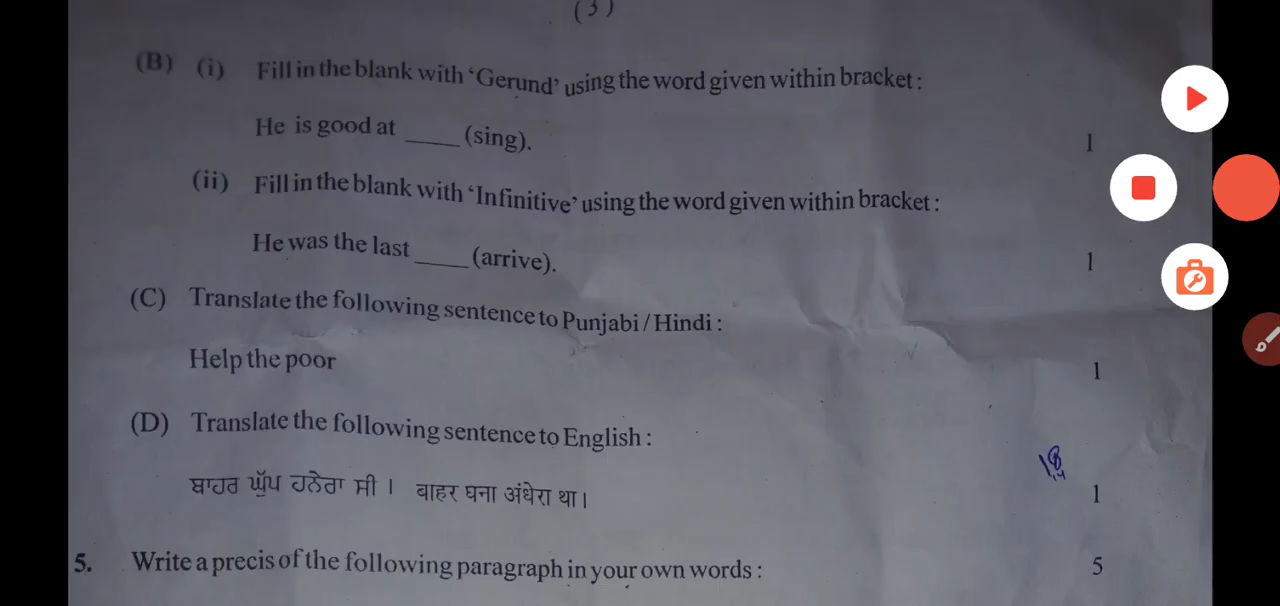 (3)
(B) (i) Fill in the blank with ‘Gerund’ using the word given within bracket :
He is good at ____ (sing). 1
(ii) Fill in the blank with ‘Infinitive’ using the word given within bracket :
He was the last ____ (arrive). 1
(C) Translate the following sentence to Punjabi / Hindi :
Help the poor 1
(D) Translate the following sentence to English :
ਬਾਹਰ ਘੁੱਪ ਹਨੇਰਾ ਸੀ । बाहर घना अंधेरा था। 1
5. Write a precis of the following paragraph in your own words : 5